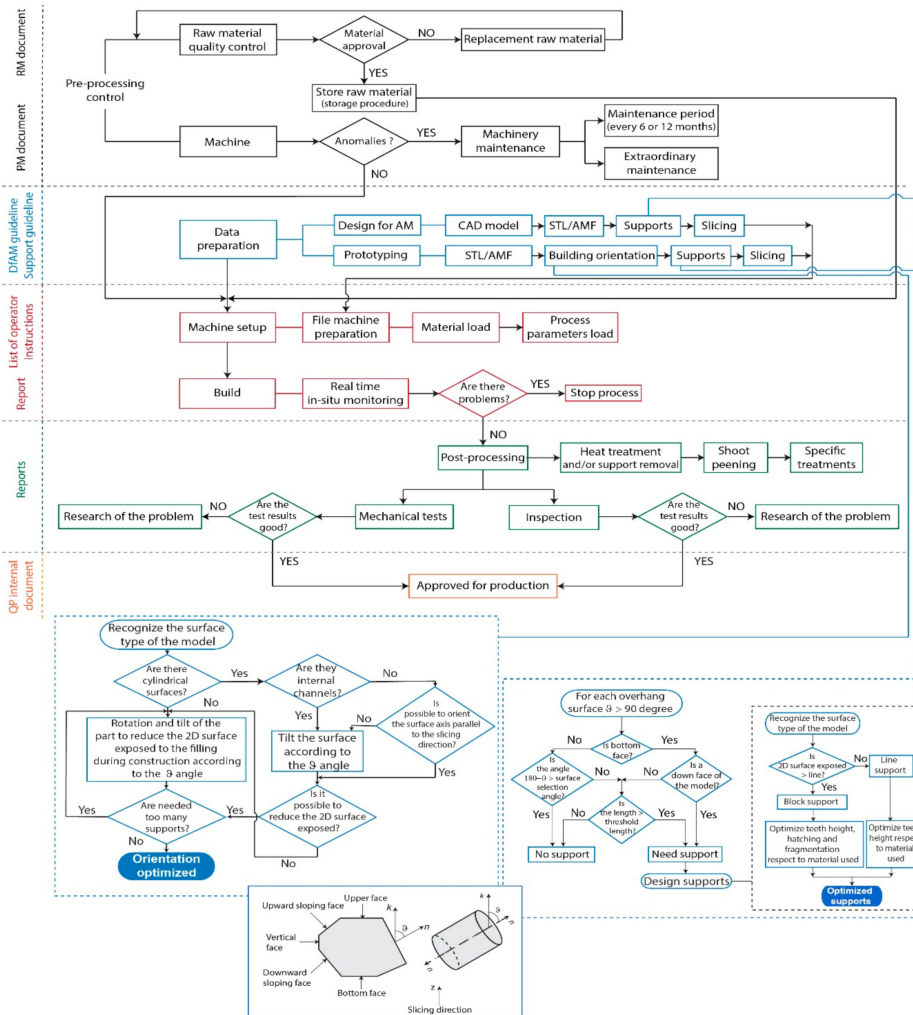 RM document
Raw material
quality control
Material
approval
NO
Replacement raw material
YES
Pre-processing
control
Store raw material
(storage procedure)
PM document
Machine
Anomalies ?
YES
Machinery
maintenance
Maintenance period
(every 6 or 12 months)
Extraordinary
maintenance
NO
DfAM guideline
Support guideline
Data
preparation
Design for AM
CAD model
STL/AMF
Supports
Slicing
Prototyping
STL/AMF
Building orientation
Supports
Slicing
List of operator
instructions
Machine setup
File machine
preparation
Material load
Process
parameters load
Report
Build
Real time
in-situ monitoring
Are there
problems?
YES
Stop process
NO
Reports
Post-processing
Heat treatment
and/or support removal
Shoot
peening
Specific
treatments
Research of the problem
NO
Are the
test results
good?
Mechanical tests
Inspection
Are the
test results
good?
NO
Research of the problem
YES
YES
QP internal
document
Approved for production
Recognize the surface
type of the model
Are there
cylindrical
surfaces?
Yes
Are they
internal
channels?
No
No
Yes
No
Is
possible to orient
the surface axis parallel
to the slicing
direction?
Rotation and tilt of the
part to reduce the 2D surface
exposed to the filling
during construction according
to the ϑ angle
Tilt the surface
according to
the ϑ angle
Yes
Yes
Are needed
too many
supports?
Yes
Is it
possible to
reduce the 2D surface
exposed?
No
No
Orientation
optimized
For each overhang
surface ϑ > 90 degree
No
Is bottom
face?
Yes
Is
the angle
180–ϑ > surface
selection
angle?
No
No
Is a
down face of
the model?
Is
the length >
threshold
length?
Yes
No
Yes
Yes
No support
Need support
Design supports
Recognize the surface
type of the model
Is
2D surface exposed
> line?
No
Line
support
Yes
Block support
Optimize teeth height,
hatching and
fragmentation
respect to material used
Optimize teeth
height respect
to material
used
Optimized
supports
Upper face
Upward sloping face
k
ϑ
n
Vertical
face
Downward
sloping face
Bottom face
k
ϑ
n
n
z
Slicing direction